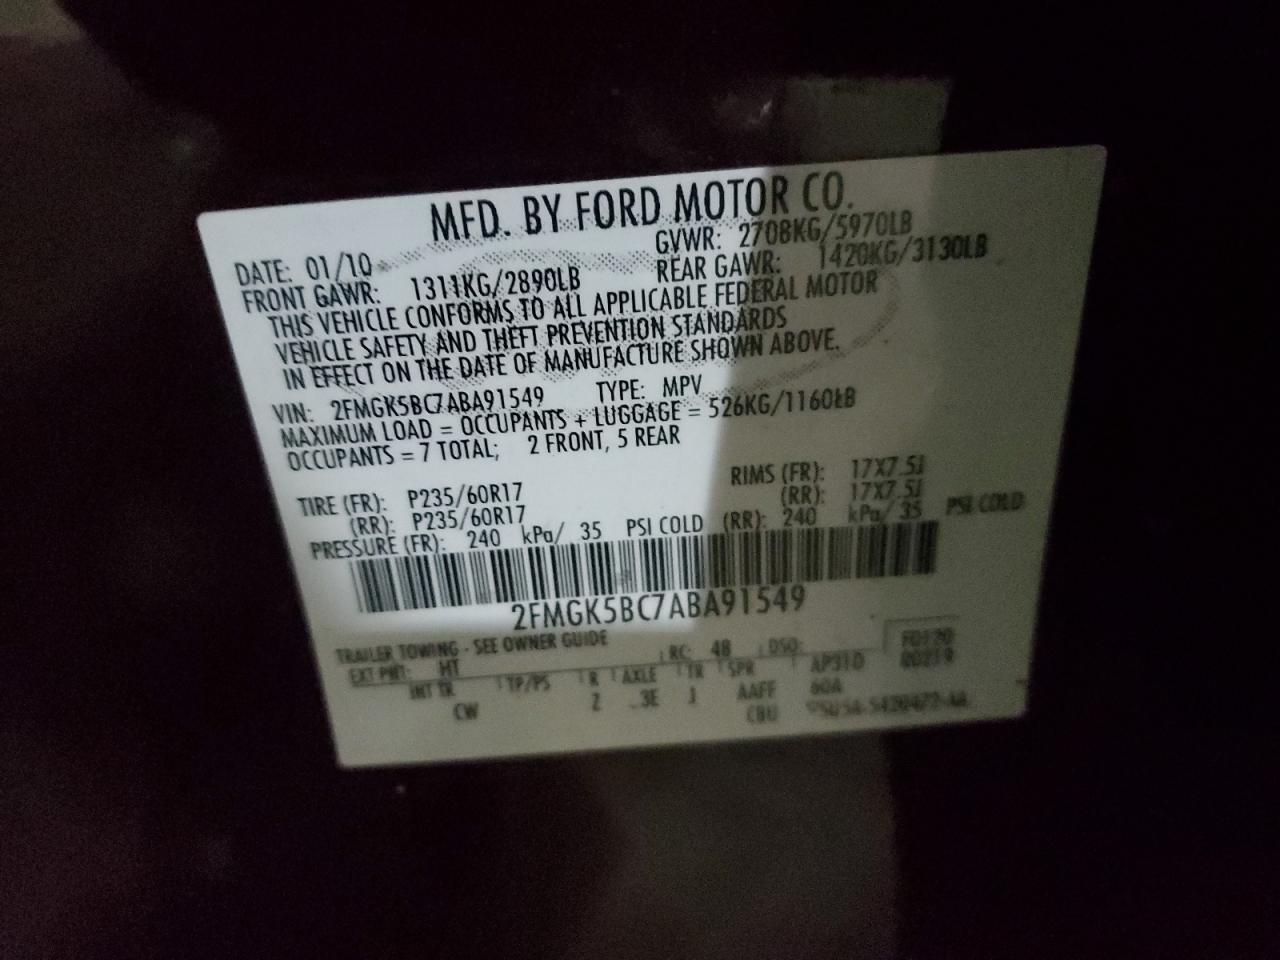 MFD. BY FORD MOTOR CO.
DATE: 01/10 GVWR: 2708KG/5970LB
FRONT GAWR: 1311KG/2890LB REAR GAWR: 1420KG/3130LB
THIS VEHICLE CONFORMS TO ALL APPLICABLE FEDERAL MOTOR
VEHICLE SAFETY AND THEFT PREVENTION STANDARDS
IN EFFECT ON THE DATE OF MANUFACTURE SHOWN ABOVE.
VIN: 2FMGK5BC7ABA91549 TYPE: MPV
MAXIMUM LOAD = OCCUPANTS + LUGGAGE = 526KG/1160LB
OCCUPANTS = 7 TOTAL; 2 FRONT, 5 REAR
TIRE (FR): P235/60R17 RIMS (FR): 17X7.5J
(RR): P235/60R17 (RR): 17X7.5J
PRESSURE (FR): 240 kPa/ 35 PSI COLD (RR): 240 kPa/ 35 PSI COLD
2FMGK5BC7ABA91549
TRAILER TOWING - SEE OWNER GUIDE
EXT PNT: HT RC: 48 DSO:
INT TR TP/PS R AXLE TR SPR AP31D
CW 2 3E J AAFF 60A
CBU